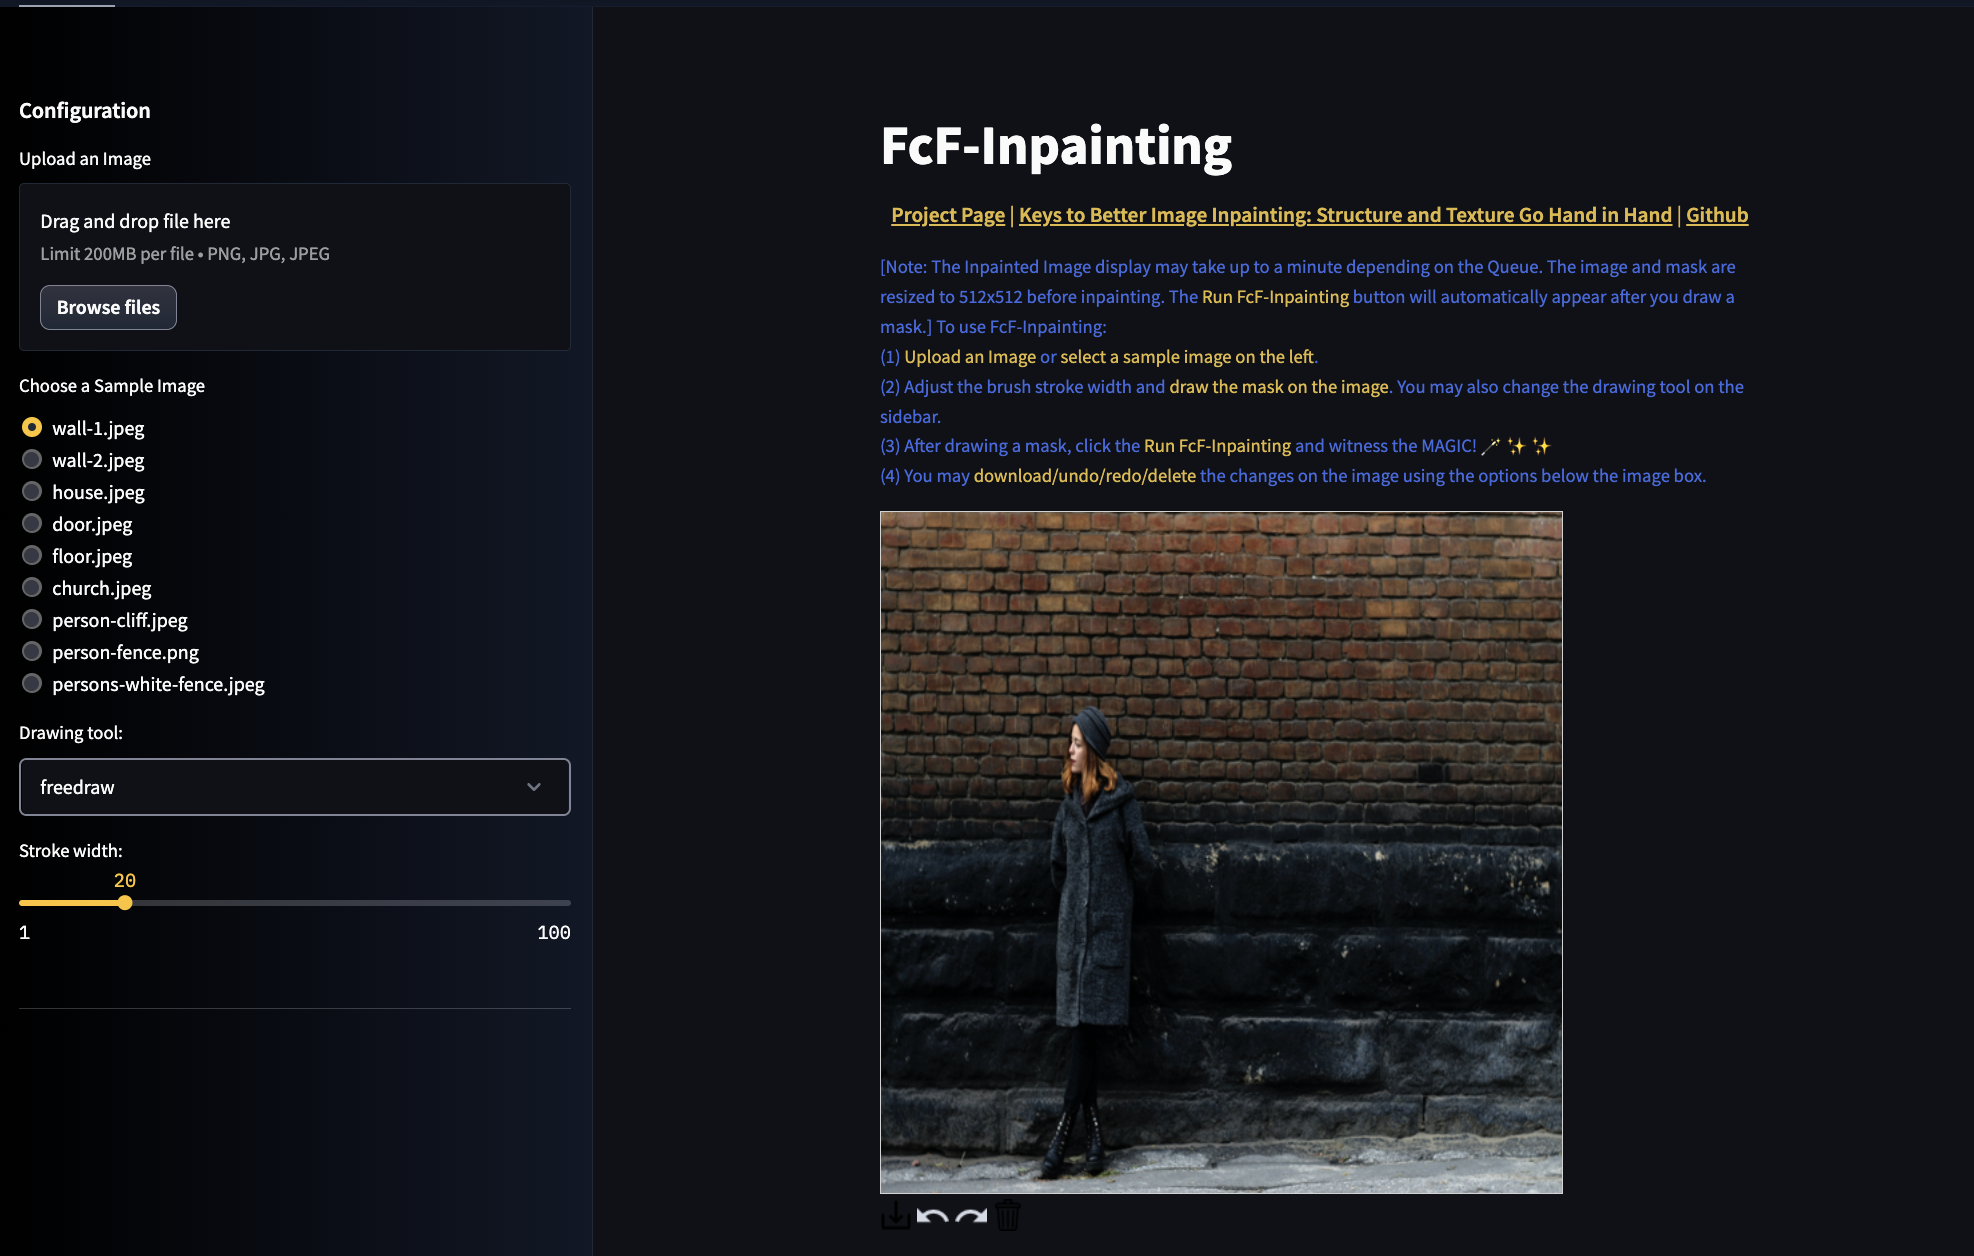 Configuration
Upload an Image
Drag and drop file here
Limit 200MB per file • PNG, JPG, JPEG
Browse files
Choose a Sample Image
wall-1.jpeg
wall-2.jpeg
house.jpeg
door.jpeg
floor.jpeg
church.jpeg
person-cliff.jpeg
person-fence.png
persons-white-fence.jpeg
Drawing tool:
freedraw
Stroke width:
20
1 100
FcF-Inpainting
Project Page | Keys to Better Image Inpainting: Structure and Texture Go Hand in Hand | Github
[Note: The Inpainted Image display may take up to a minute depending on the Queue. The image and mask are
resized to 512x512 before inpainting. The Run FcF-Inpainting button will automatically appear after you draw a
mask.] To use FcF-Inpainting:
(1) Upload an Image or select a sample image on the left.
(2) Adjust the brush stroke width and draw the mask on the image. You may also change the drawing tool on the
sidebar.
(3) After drawing a mask, click the Run FcF-Inpainting and witness the MAGIC! 🪄 ✨ ✨
(4) You may download/undo/redo/delete the changes on the image using the options below the image box.